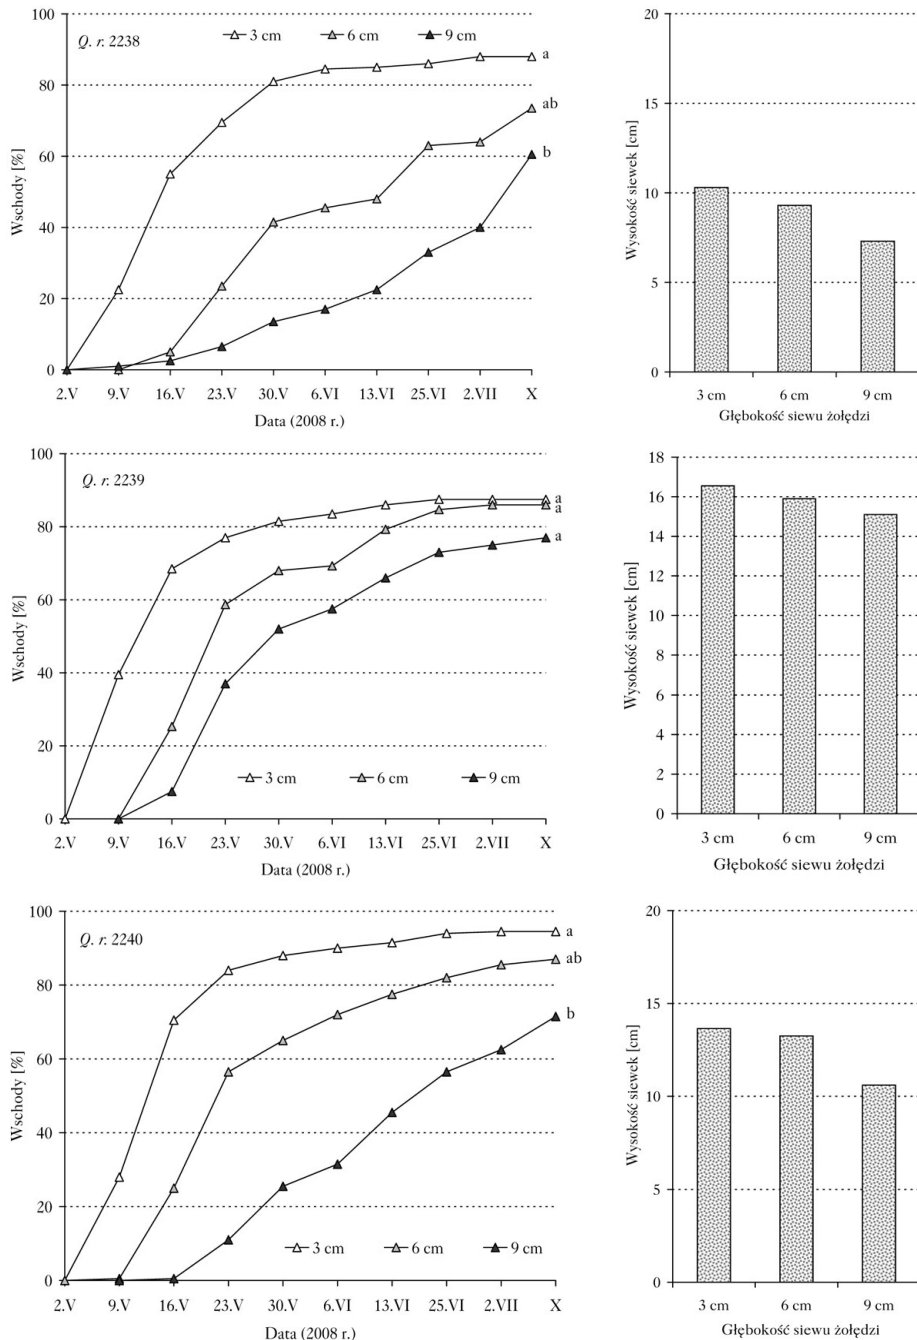 Q. r. 2238
3 cm 6 cm 9 cm
Wschody [%]
100
80
60
40
20
0
a
ab
b
2.V 9.V 16.V 23.V 30.V 6.VI 13.VI 25.VI 2.VII X
Data (2008 r.)
Wysokość siewek [cm]
20
15
10
5
0
3 cm 6 cm 9 cm
Głębokość siewu żołędzi
Q. r. 2239
Wschody [%]
100
80
60
40
20
0
a
a
a
3 cm 6 cm 9 cm
2.V 9.V 16.V 23.V 30.V 6.VI 13.VI 25.VI 2.VII X
Data (2008 r.)
Wysokość siewek [cm]
18
16
14
12
10
8
6
4
2
0
3 cm 6 cm 9 cm
Głębokość siewu żołędzi
Q. r. 2240
Wschody [%]
100
80
60
40
20
0
a
ab
b
3 cm 6 cm 9 cm
2.V 9.V 16.V 23.V 30.V 6.VI 13.VI 25.VI 2.VII X
Data (2008 r.)
Wysokość siewek [cm]
20
15
10
5
0
3 cm 6 cm 9 cm
Głębokość siewu żołędzi